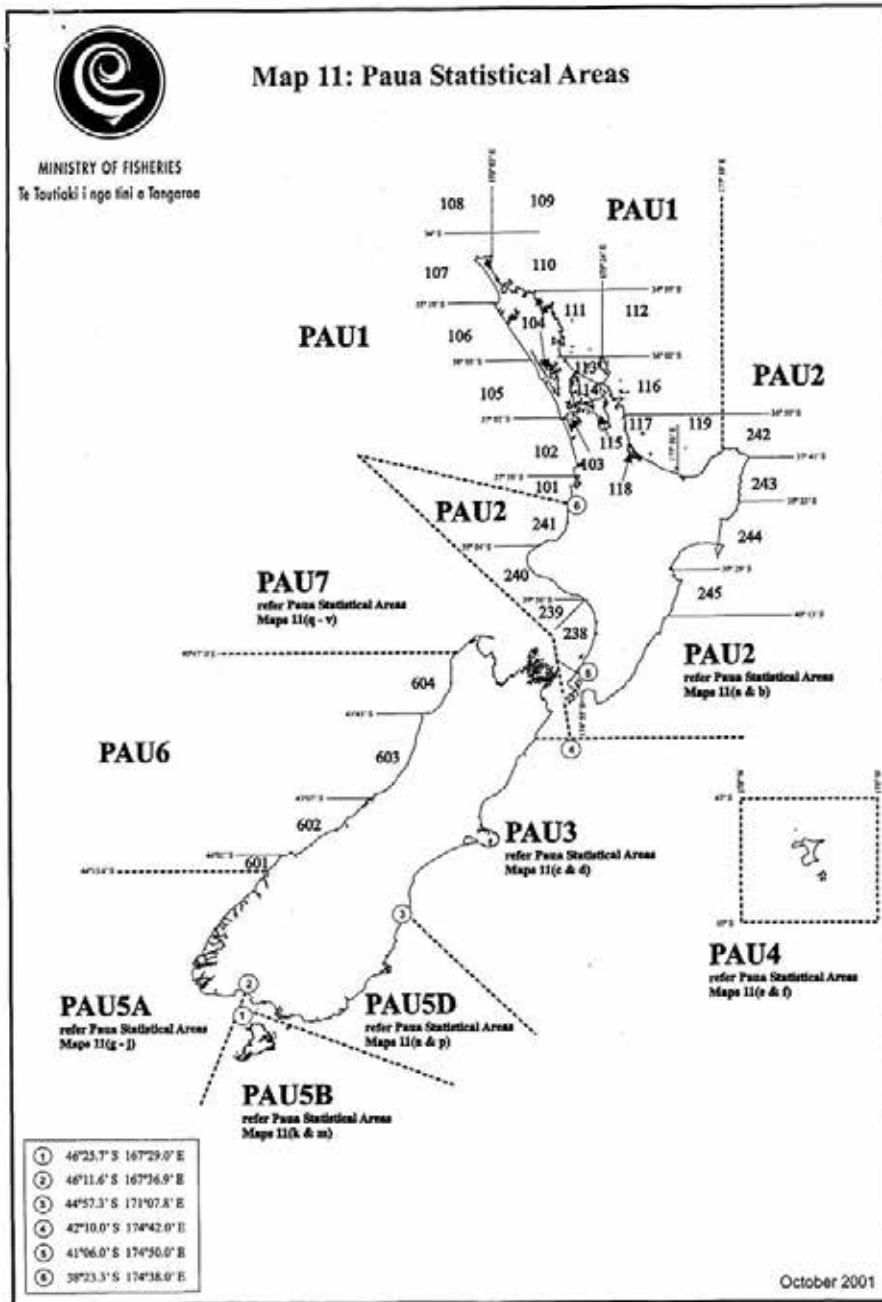 Map 11: Paua Statistical Areas
MINISTRY OF FISHERIES
Te Tautiaki i nga tini a Tangaroa
108
109
PAU1
107
110
111
112
104
106
PAU1
113
116
PAU2
105
114
117
119
242
102
103
115
118
243
101
PAU2
6
241
244
240
245
PAU7
refer Paua Statistical Areas
Maps 11(q - v)
239
238
5
PAU2
refer Paua Statistical Areas
Maps 11(a & b)
604
4
PAU6
603
602
601
PAU3
refer Paua Statistical Areas
Maps 11(c & d)
3
PAU4
refer Paua Statistical Areas
Maps 11(e & f)
2
1
PAU5A
refer Paua Statistical Areas
Maps 11(g - j)
PAU5D
refer Paua Statistical Areas
Maps 11(n & p)
PAU5B
refer Paua Statistical Areas
Maps 11(k & m)
1 46°25.7' S 167°29.0' E
2 46°11.6' S 167°36.9' E
3 44°57.3' S 171°07.8' E
4 42°10.0' S 174°42.0' E
5 41°06.0' S 174°50.0' E
6 38°23.3' S 174°38.0' E
October 2001